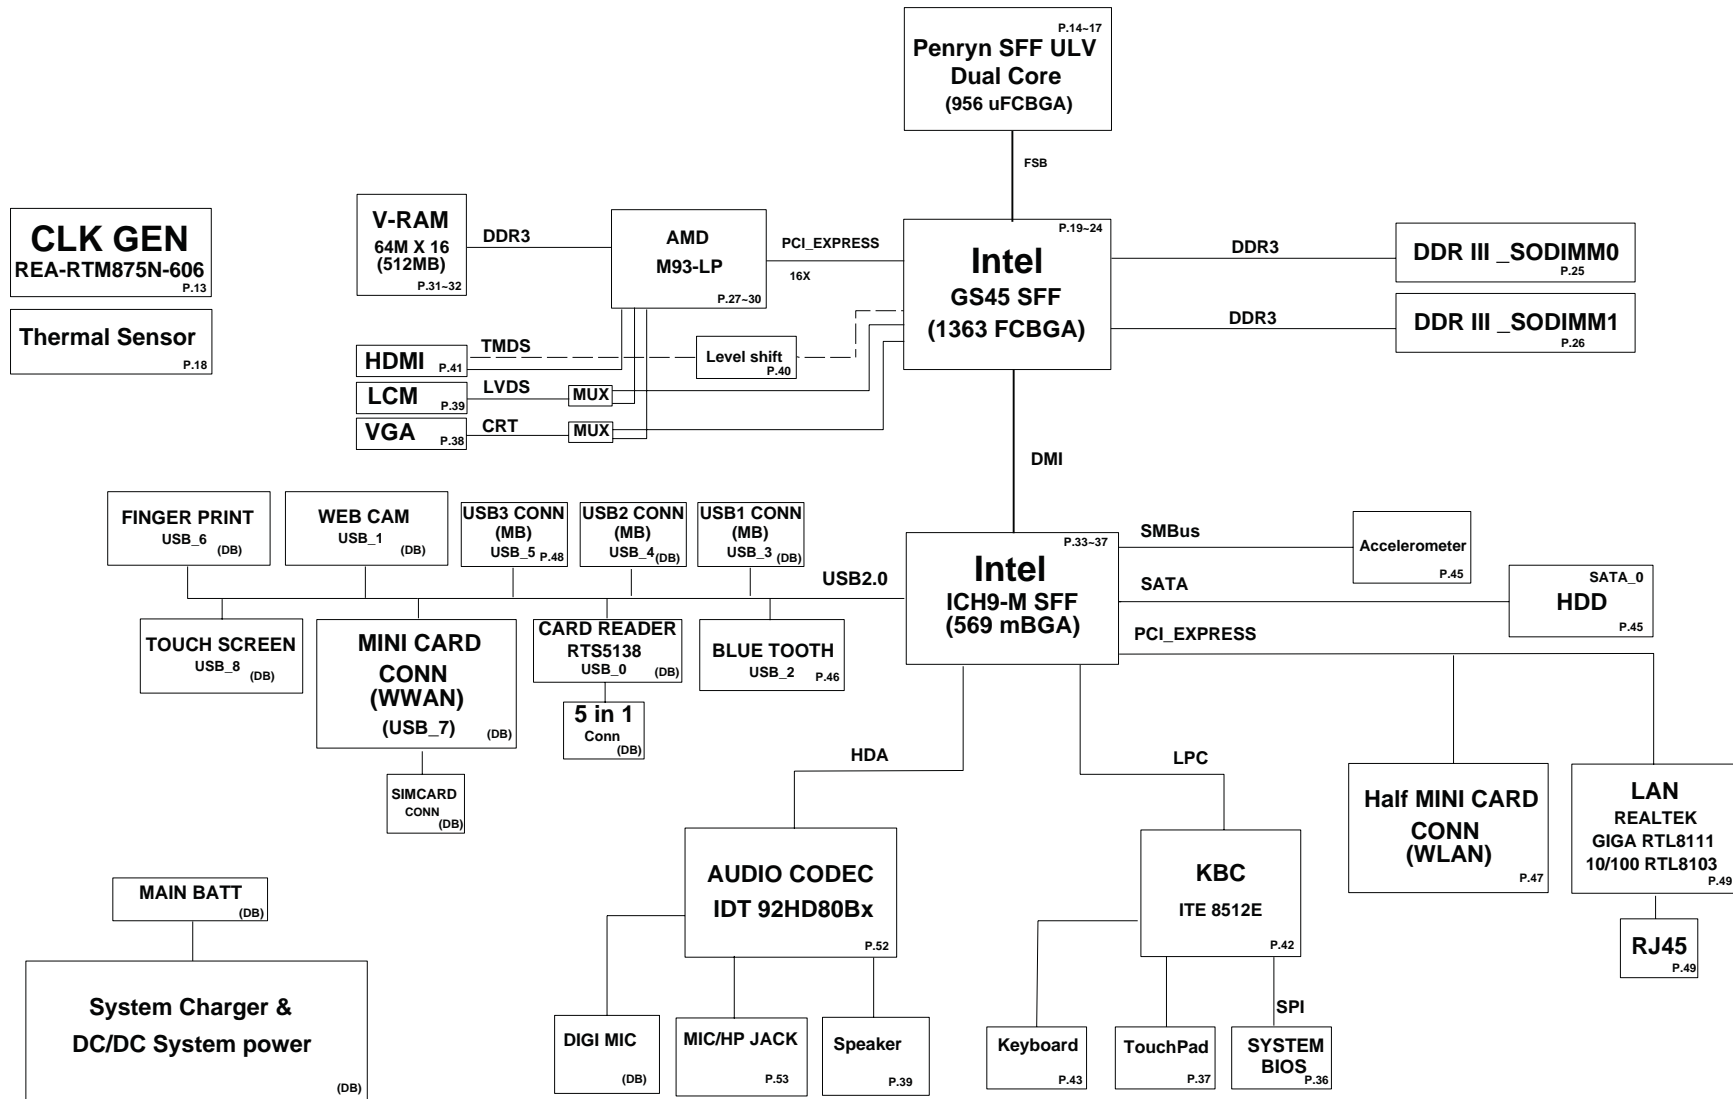 P.14~17
Penryn SFF ULV
Dual Core
(956 uFCBGA)
FSB
CLK GEN
REA-RTM875N-606
P.13
Thermal Sensor
P.18
V-RAM
64M X 16
(512MB)
P.31~32
DDR3
AMD
M93-LP
P.27~30
PCI_EXPRESS
16X
P.19~24
Intel
GS45 SFF
(1363 FCBGA)
DDR3
DDR III _SODIMM0
P.25
DDR3
DDR III _SODIMM1
P.26
HDMI
P.41
TMDS
Level shift
P.40
LCM
P.39
LVDS
MUX
VGA
P.38
CRT
MUX
DMI
FINGER PRINT
USB_6
(DB)
WEB CAM
USB_1
(DB)
USB3 CONN
(MB)
USB_5 P.48
USB2 CONN
(MB)
USB_4 (DB)
USB1 CONN
(MB)
USB_3 (DB)
USB2.0
P.33~37
Intel
ICH9-M SFF
(569 mBGA)
SMBus
Accelerometer
P.45
SATA
SATA_0
HDD
P.45
PCI_EXPRESS
TOUCH SCREEN
USB_8
(DB)
MINI CARD
CONN
(WWAN)
(USB_7)
(DB)
CARD READER
RTS5138
USB_0
(DB)
BLUE TOOTH
USB_2
P.46
5 in 1
Conn
(DB)
SIMCARD
CONN
(DB)
HDA
LPC
AUDIO CODEC
IDT 92HD80Bx
P.52
KBC
ITE 8512E
P.42
Half MINI CARD
CONN
(WLAN)
P.47
LAN
REALTEK
GIGA RTL8111
10/100 RTL8103
P.49
RJ45
P.49
MAIN BATT
(DB)
System Charger &
DC/DC System power
(DB)
DIGI MIC
(DB)
MIC/HP JACK
P.53
Speaker
P.39
Keyboard
P.43
TouchPad
P.37
SPI
SYSTEM
BIOS
P.36